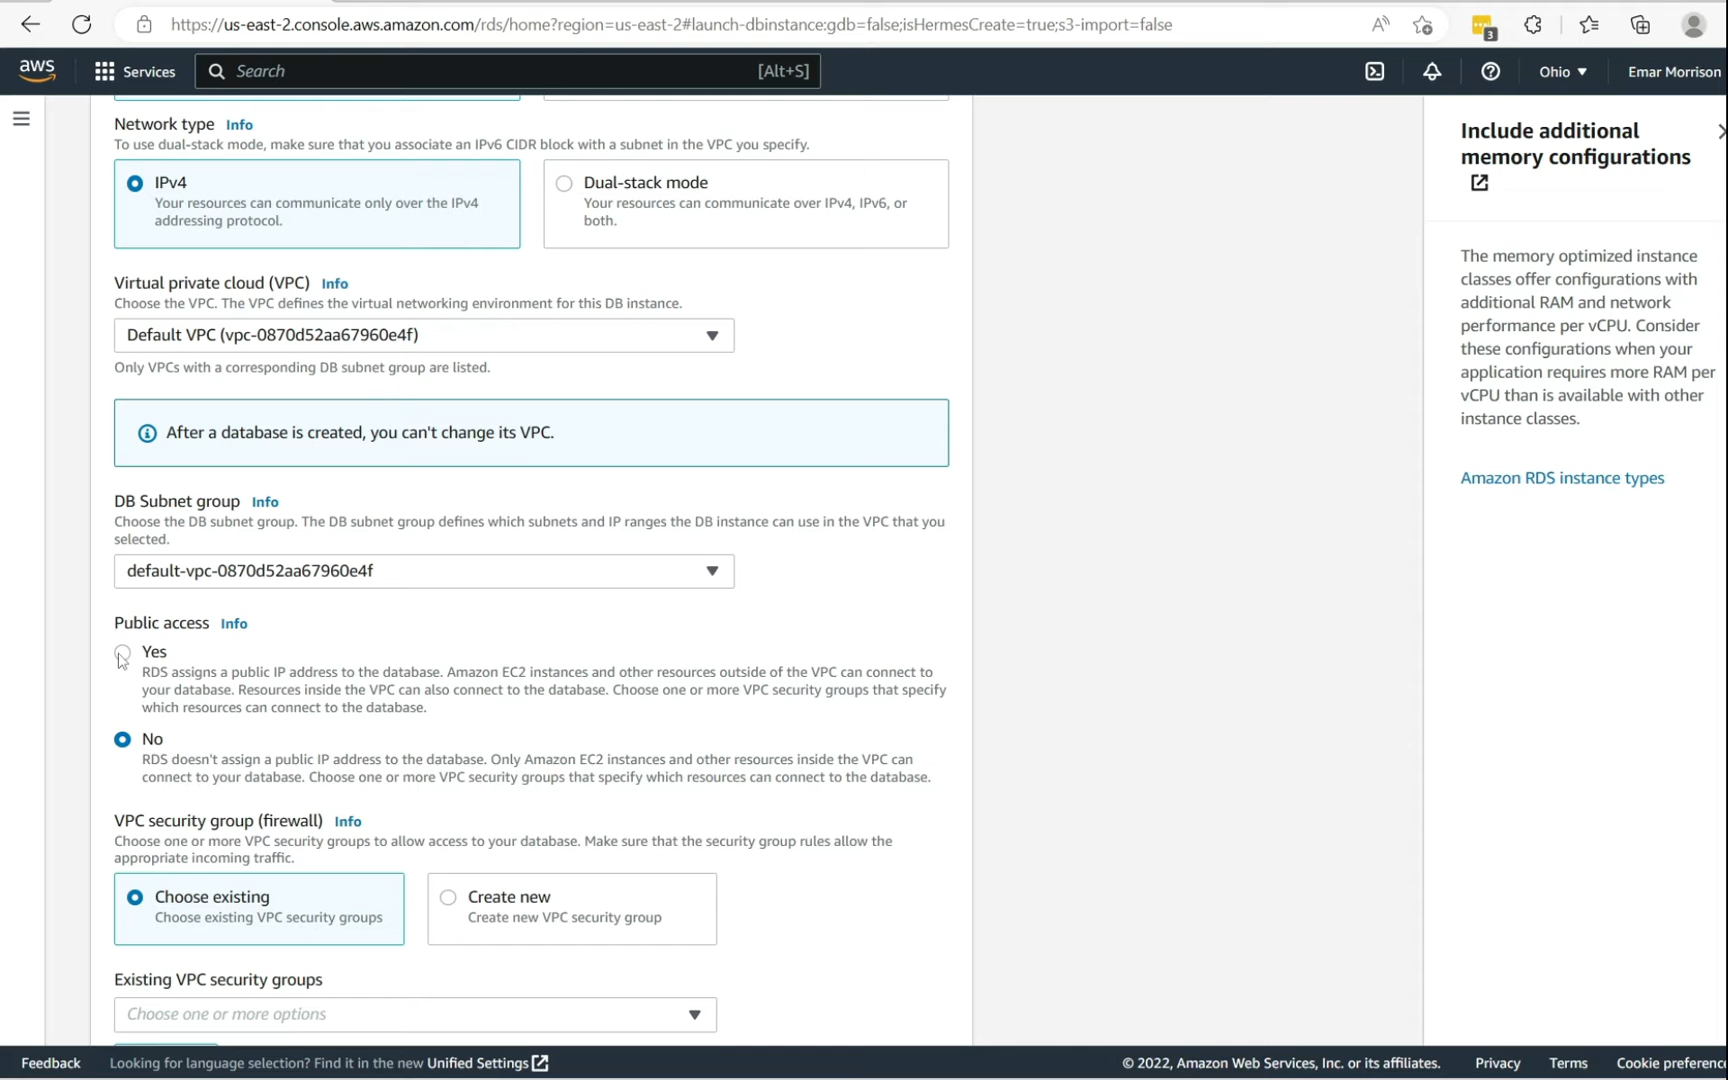 https://us-east-2.console.aws.amazon.com/rds/home?region=us-east-2#launch-dbinstance:gdb=false;isHermesCreate=true;s3-import=false
3
aws
Services
Search
[Alt+S]
Ohio
Emar Morrison
Network type Info
To use dual-stack mode, make sure that you associate an IPv6 CIDR block with a subnet in the VPC you specify.
IPv4
Your resources can communicate only over the IPv4
addressing protocol.
Dual-stack mode
Your resources can communicate over IPv4, IPv6, or
both.
Virtual private cloud (VPC) Info
Choose the VPC. The VPC defines the virtual networking environment for this DB instance.
Default VPC (vpc-0870d52aa67960e4f)
Only VPCs with a corresponding DB subnet group are listed.
After a database is created, you can't change its VPC.
DB Subnet group Info
Choose the DB subnet group. The DB subnet group defines which subnets and IP ranges the DB instance can use in the VPC that you
selected.
default-vpc-0870d52aa67960e4f
Public access Info
Yes
RDS assigns a public IP address to the database. Amazon EC2 instances and other resources outside of the VPC can connect to
your database. Resources inside the VPC can also connect to the database. Choose one or more VPC security groups that specify
which resources can connect to the database.
No
RDS doesn't assign a public IP address to the database. Only Amazon EC2 instances and other resources inside the VPC can
connect to your database. Choose one or more VPC security groups that specify which resources can connect to the database.
VPC security group (firewall) Info
Choose one or more VPC security groups to allow access to your database. Make sure that the security group rules allow the
appropriate incoming traffic.
Choose existing
Choose existing VPC security groups
Create new
Create new VPC security group
Existing VPC security groups
Choose one or more options
Include additional
memory configurations
The memory optimized instance
classes offer configurations with
additional RAM and network
performance per vCPU. Consider
these configurations when your
application requires more RAM per
vCPU than is available with other
instance classes.
Amazon RDS instance types
Feedback
Looking for language selection? Find it in the new Unified Settings
© 2022, Amazon Web Services, Inc. or its affiliates.
Privacy
Terms
Cookie preferenc